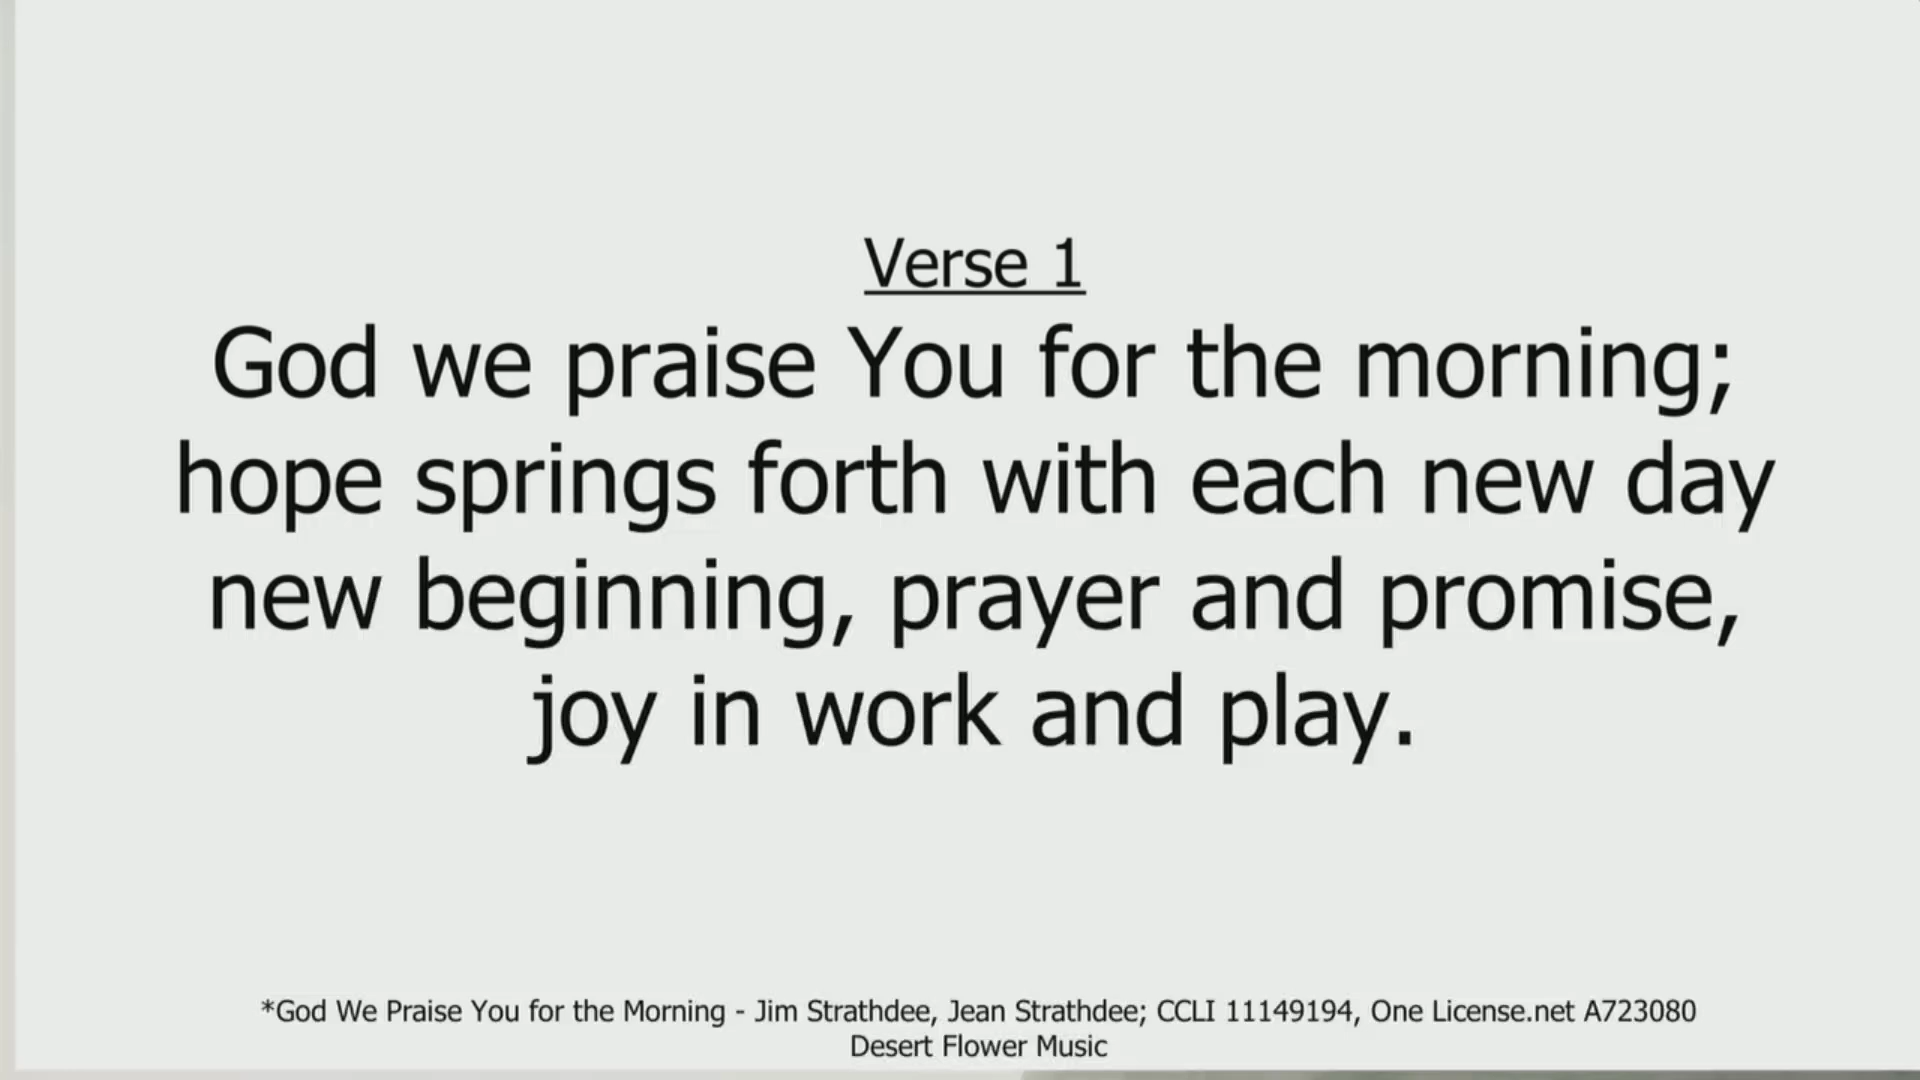 Verse 1
God we praise You for the morning;
hope springs forth with each new day
new beginning, prayer and promise,
joy in work and play.
*God We Praise You for the Morning - Jim Strathdee, Jean Strathdee; CCLI 11149194, One License.net A723080
Desert Flower Music